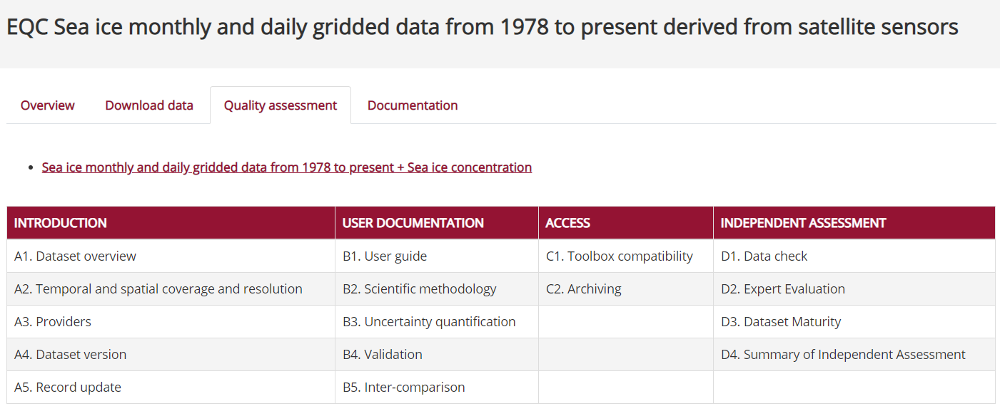 EQC Sea ice monthly and daily gridded data from 1978 to present derived from satellite sensors
Overview Download data Quality assessment Documentation
Sea ice monthly and daily gridded data from 1978 to present + Sea ice concentration
INTRODUCTION USER DOCUMENTATION ACCESS INDEPENDENT ASSESSMENT
A1. Dataset overview B1. User guide C1. Toolbox compatibility D1. Data check
A2. Temporal and spatial coverage and resolution B2. Scientific methodology C2. Archiving D2. Expert Evaluation
A3. Providers B3. Uncertainty quantification D3. Dataset Maturity
A4. Dataset version B4. Validation D4. Summary of Independent Assessment
A5. Record update B5. Inter-comparison